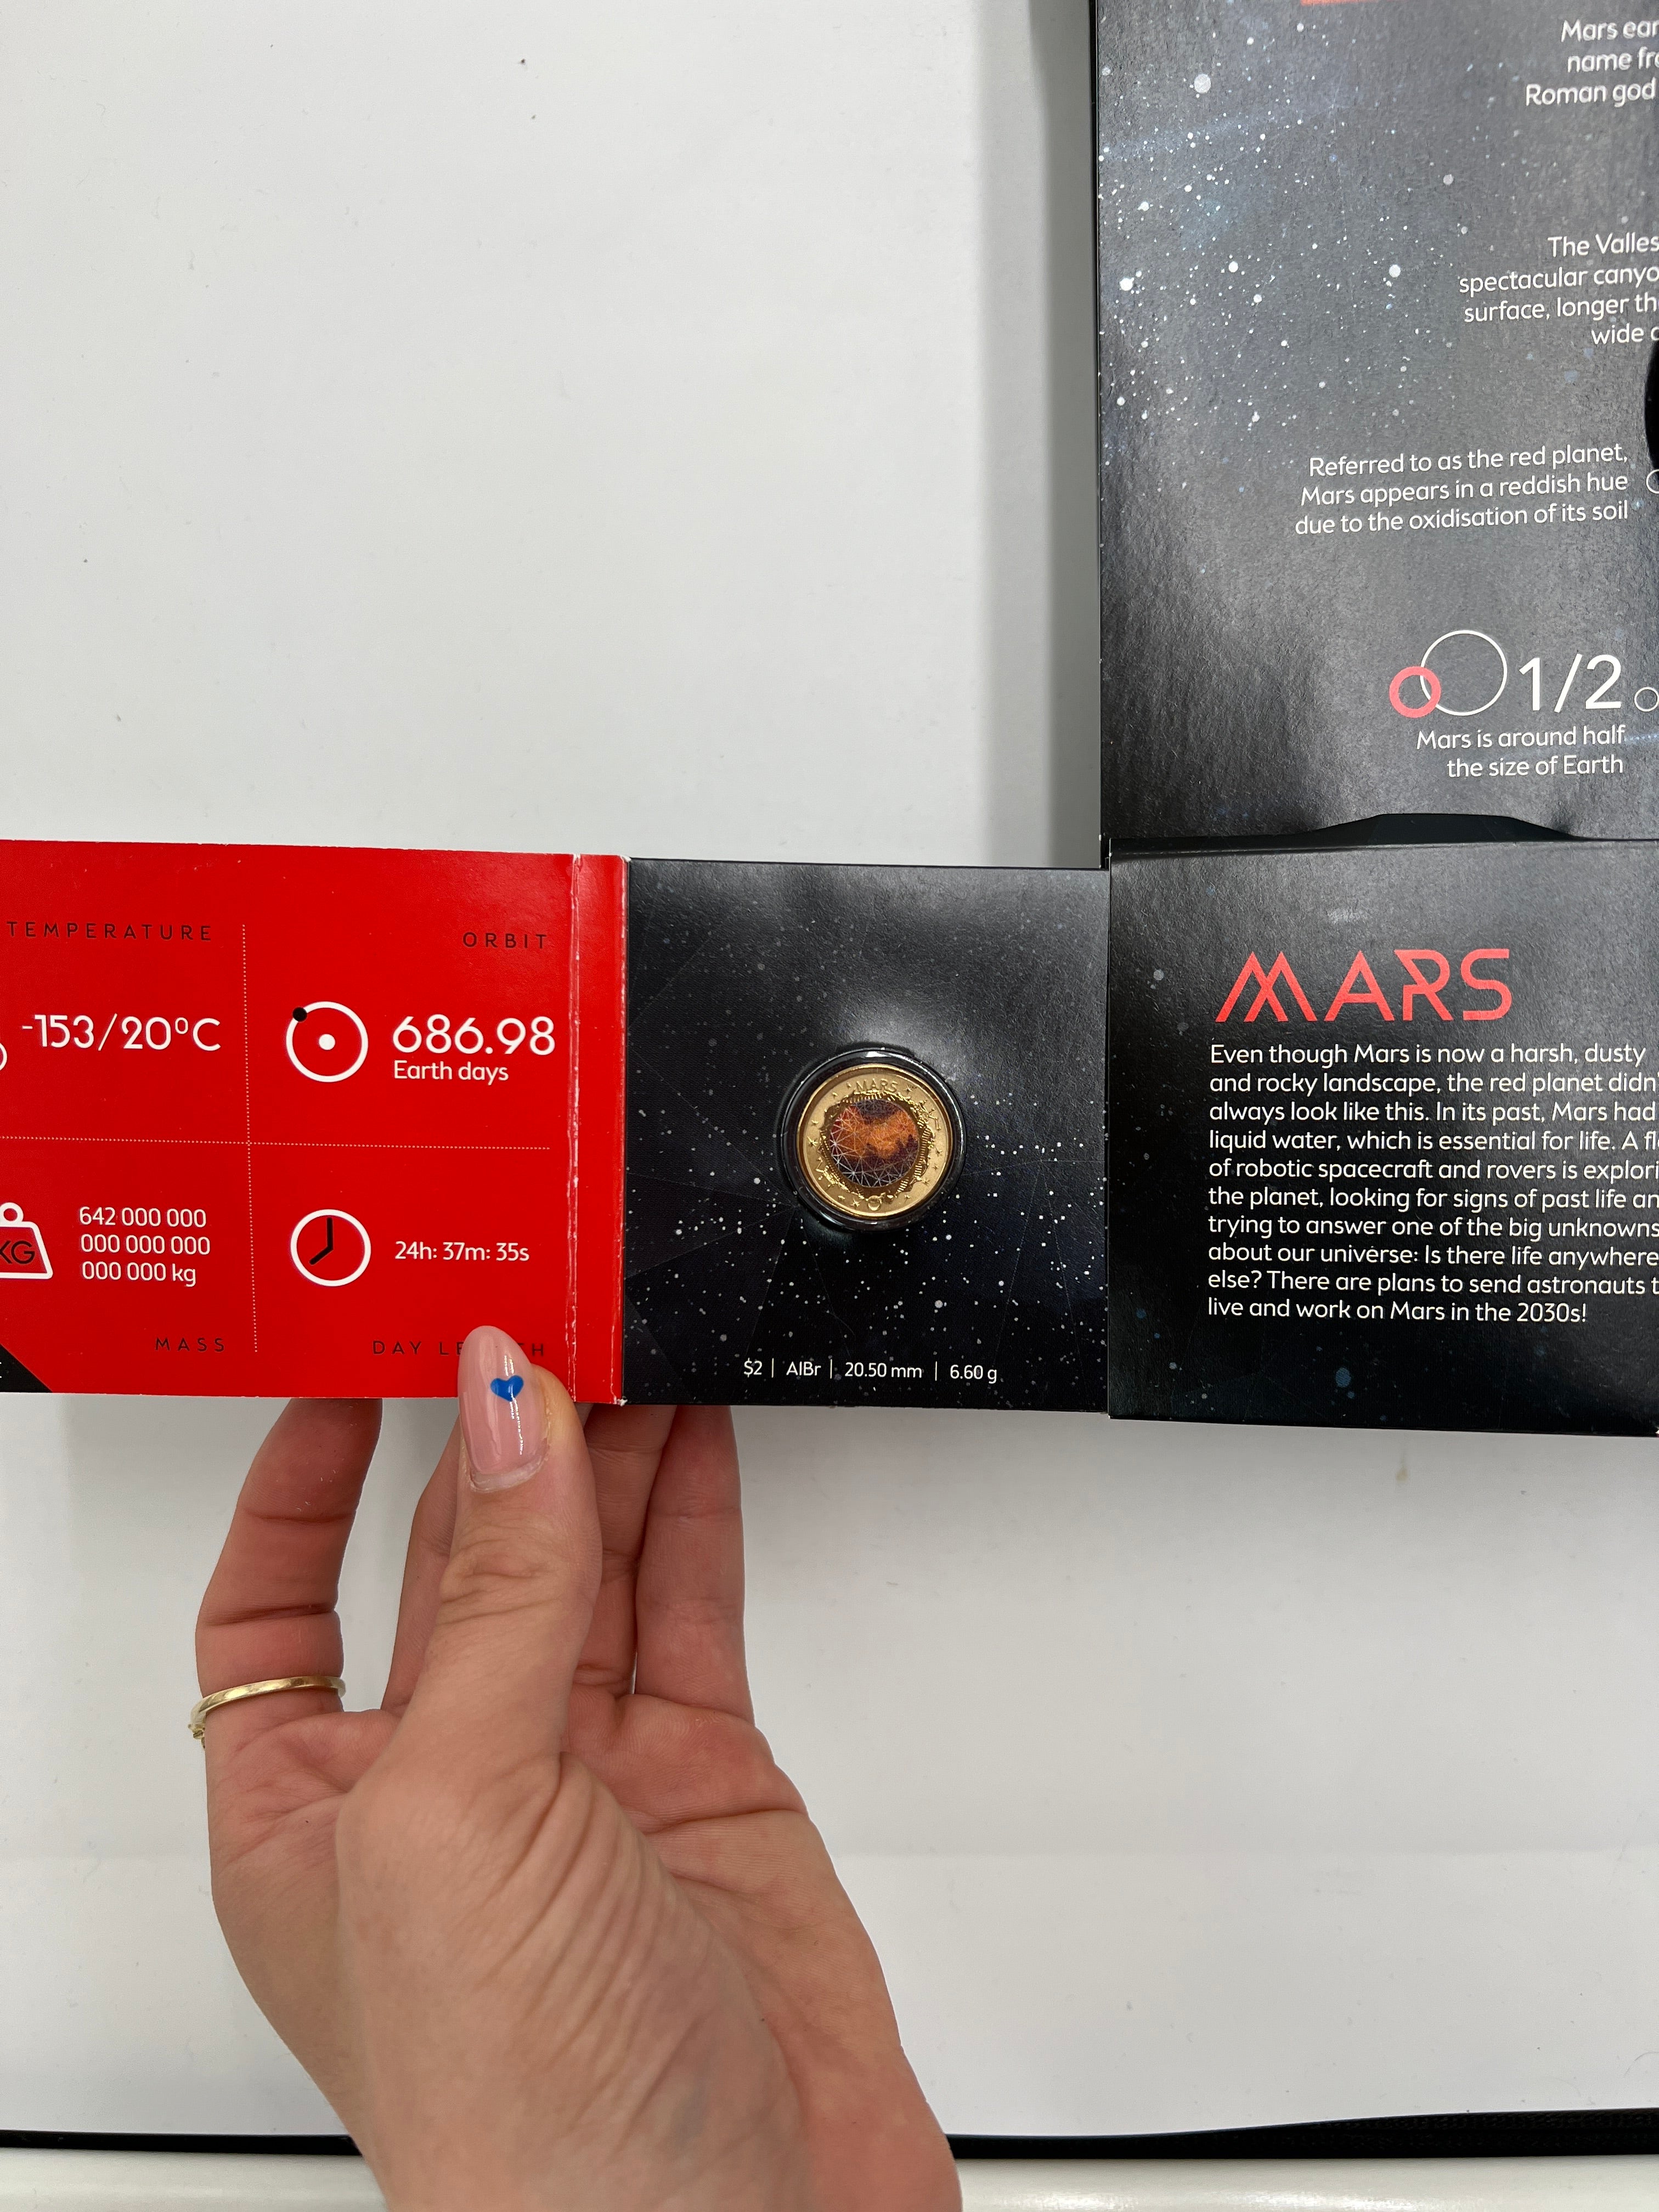 Mars
name
Roman god
The Valles
spectacular
surface, longer
wide
Referred to as the red planet,
Mars appears in a reddish hue
due to the oxidisation of its soil
1/2
Mars is around half
the size of Earth
TEMPERATURE
-153/20°C
ORBIT
686.98
Earth days
KG
642 000 000
000 000 000
000 000 kg
MASS
24h: 37m: 35s
DAY
MARS
$2 | AlBr | 20.50 mm | 6.60 g
MARS
Even though Mars is now a harsh, dusty
and rocky landscape, the red planet didn'
always look like this. In its past, Mars had
liquid water, which is essential for life. A
of robotic spacecraft and rovers is
the planet, looking for signs of past life
trying to answer one of the big unknowns
about our universe: Is there life anywhere
else? There are plans to send astronauts
live and work on Mars in the 2030s!